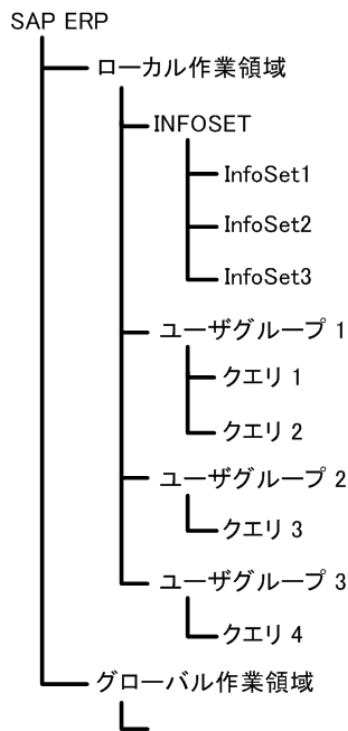 SAP ERP
ローカル作業領域
INFOSET
InfoSet1
InfoSet2
InfoSet3
ユーザグループ 1
クエリ 1
クエリ 2
ユーザグループ 2
クエリ 3
ユーザグループ 3
クエリ 4
グローバル作業領域